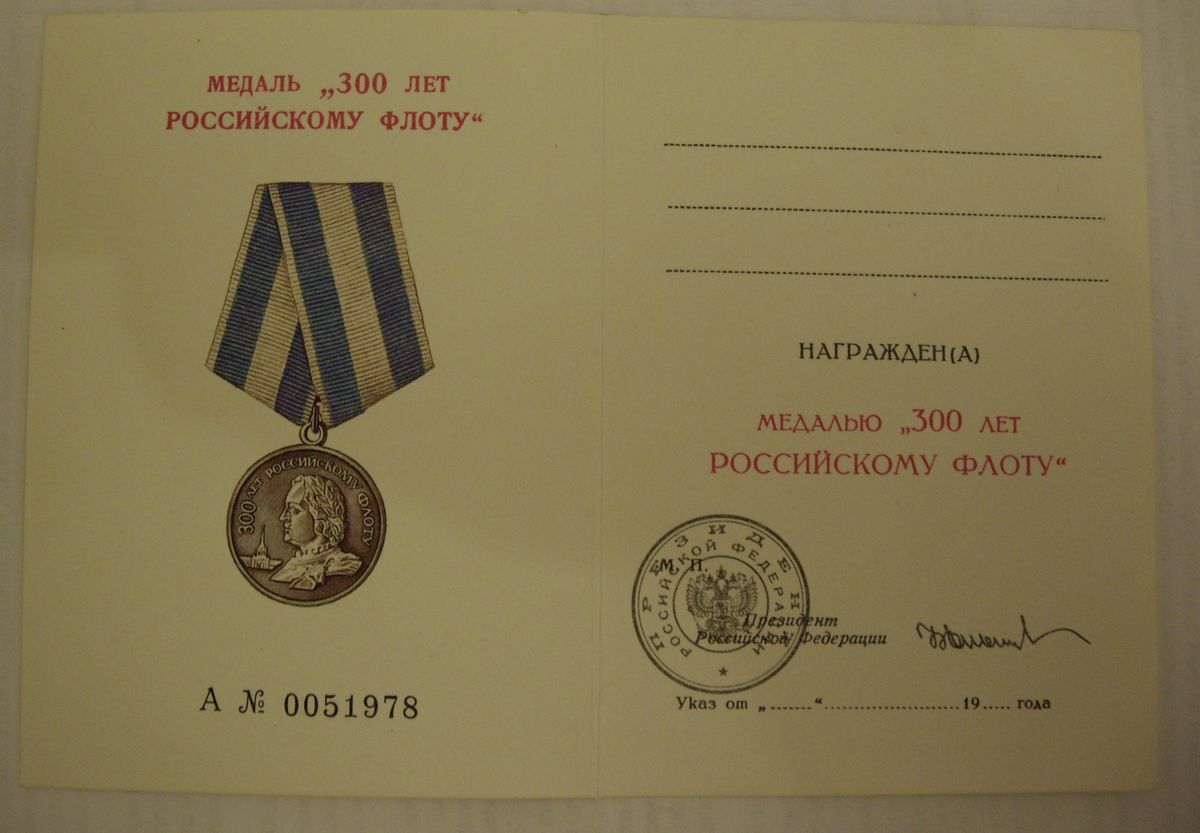 МЕДАЛЬ „300 ЛЕТ
РОССИЙСКОМУ ФЛОТУ“
300 ЛЕТ РОССИЙСКОМУ ФЛОТУ
А № 0051978
НАГРАЖДЕН(А)
МЕДАЛЬЮ „300 ЛЕТ
РОССИЙСКОМУ ФЛОТУ“
ПРЕЗИДЕНТ
РОССИЙСКОЙ ФЕДЕРАЦИИ
М. П.
Президент
Российской Федерации
Указ от „.......“ ...................... 19..... года